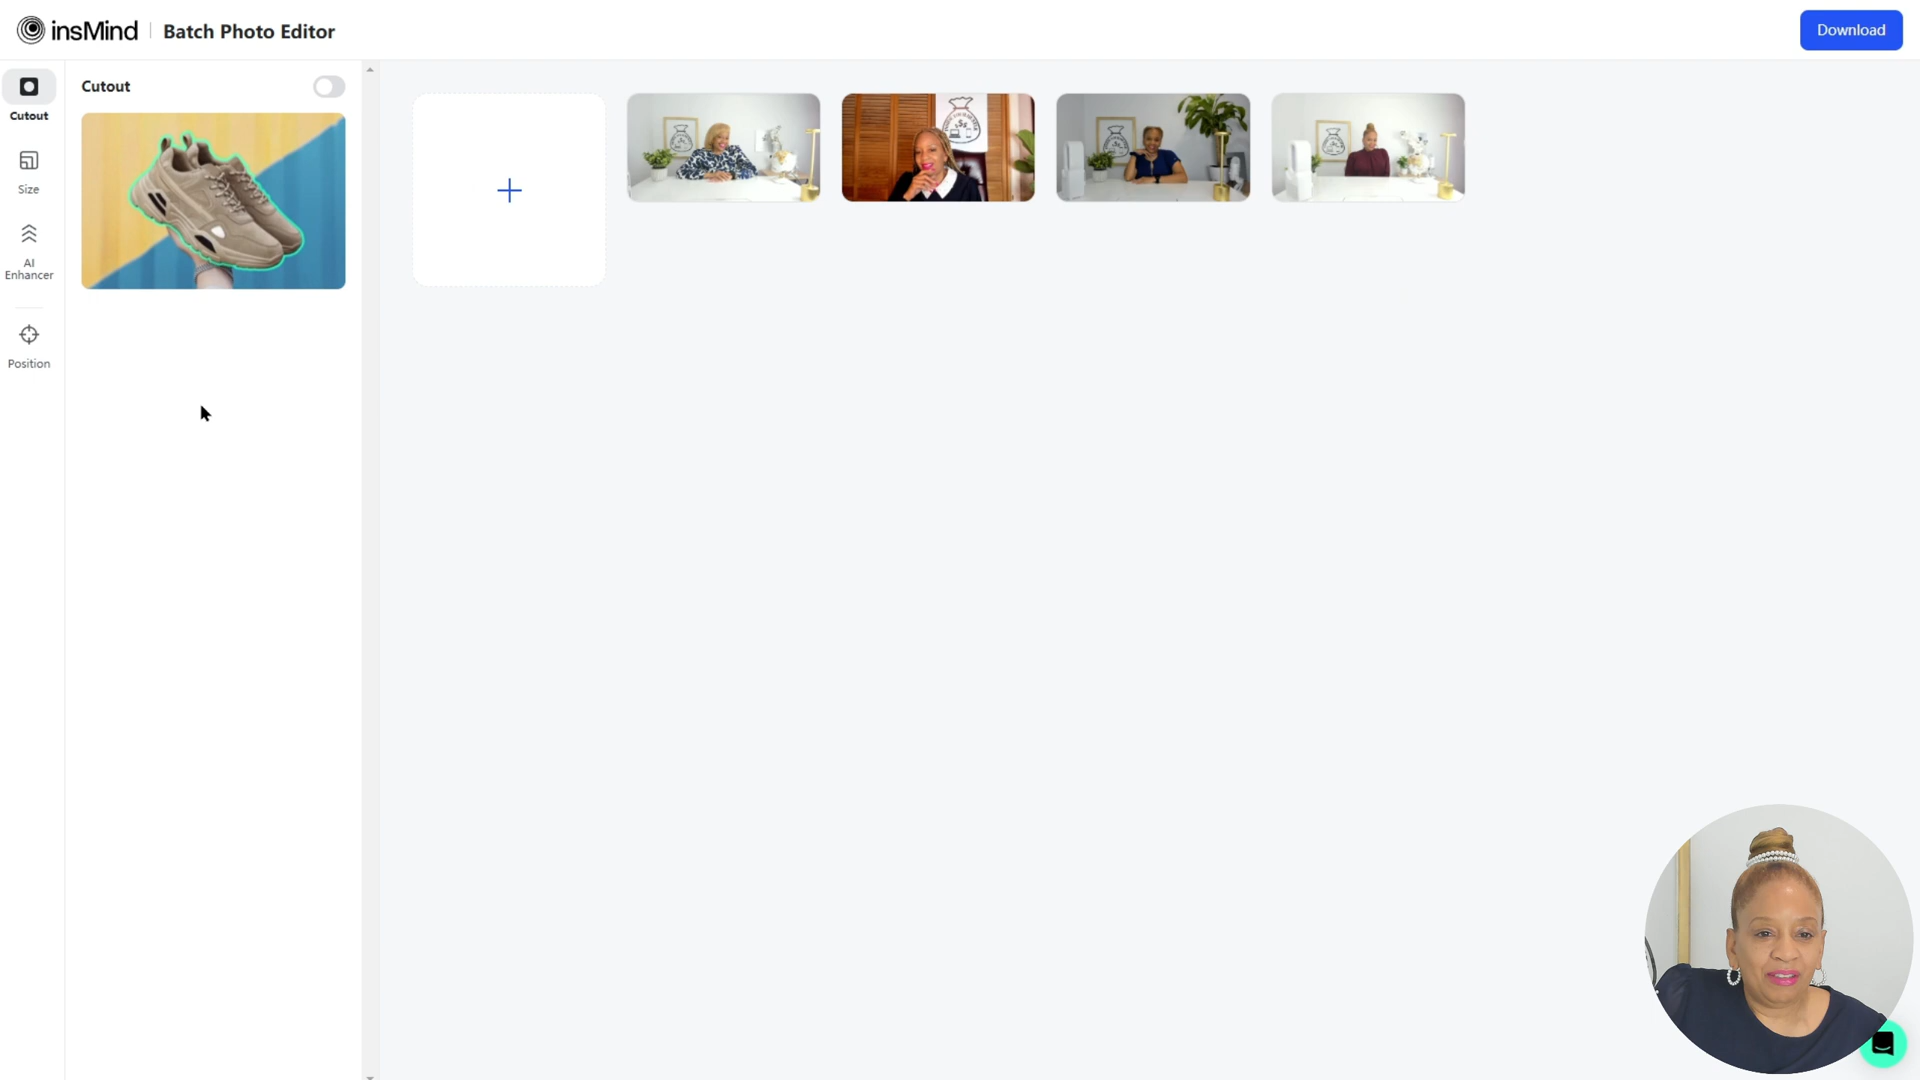 insMind
Batch Photo Editor
Download
Cutout
Cutout
Size
AI
Enhancer
Position